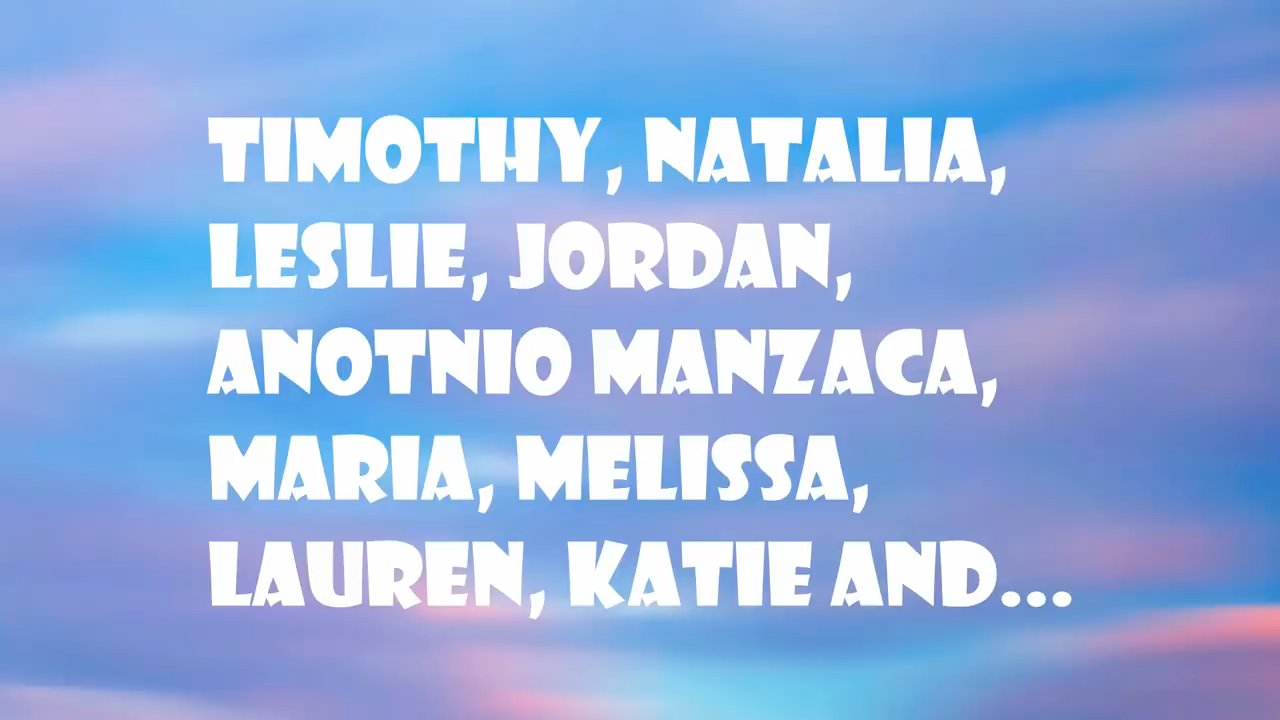 TIMOTHY, NATALIA,
LESLIE, JORDAN,
ANOTNIO MANZACA,
MARIA, MELISSA,
LAUREN, KATIE AND...